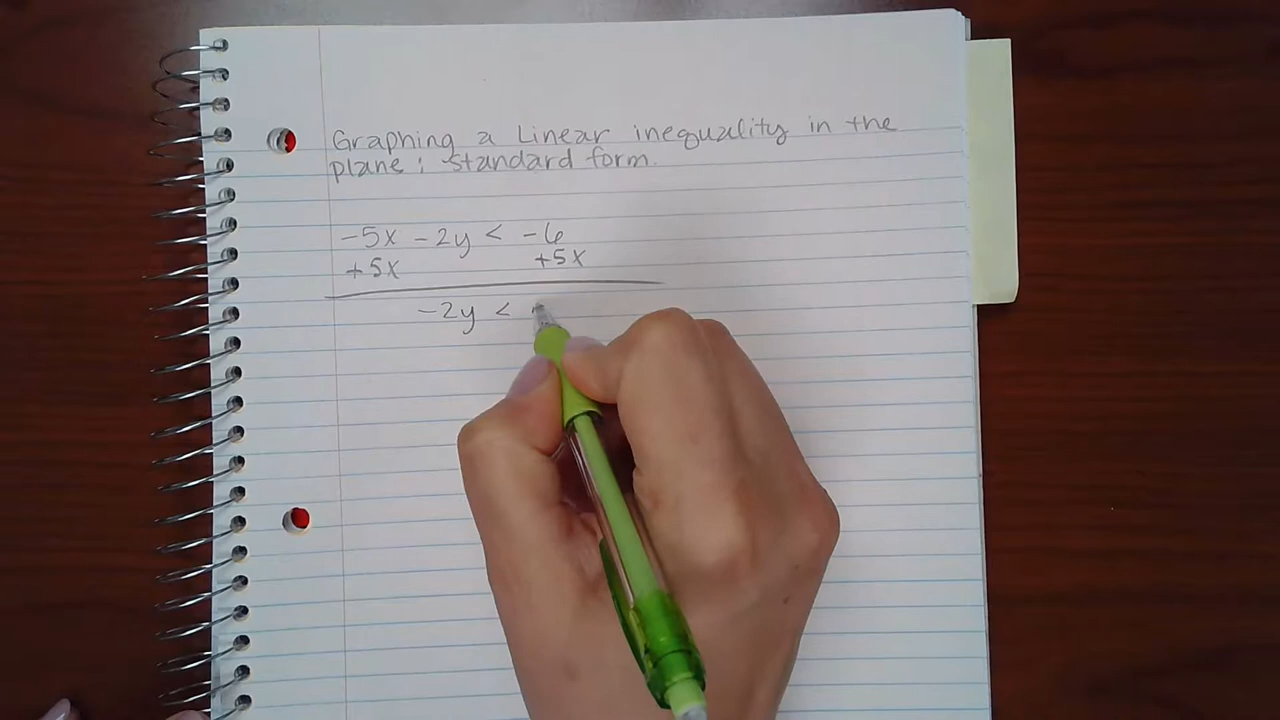 Graphing a Linear inequality in the
plane; standard form.
-5x -2y < -6
+5x +5x
-2y <